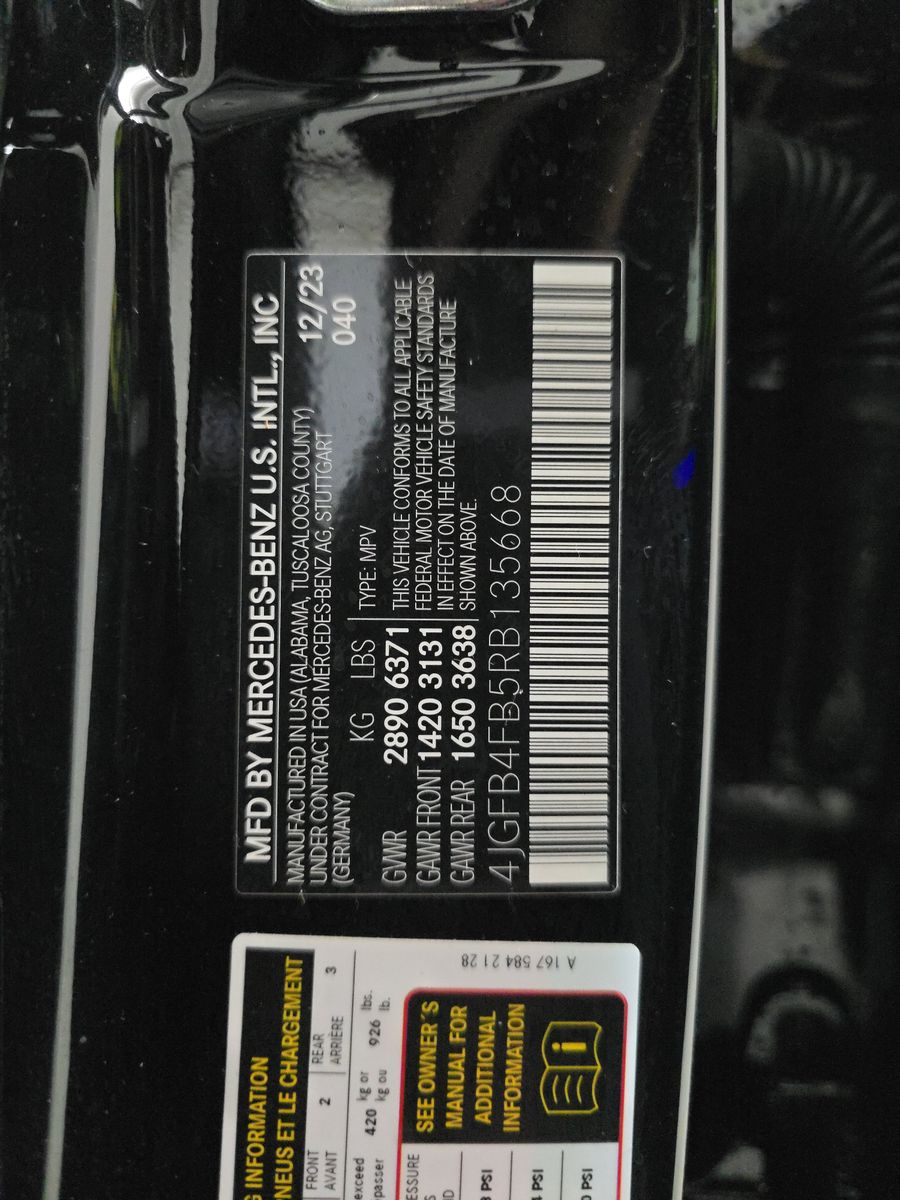 MFD BY MERCEDES-BENZ U.S. INTL., INC
MANUFACTURED IN USA (ALABAMA, TUSCALOOSA COUNTY) 12/23
UNDER CONTRACT FOR MERCEDES-BENZ AG, STUTTGART 040
(GERMANY)
KG LBS TYPE: MPV
GVWR 2890 6371 THIS VEHICLE CONFORMS TO ALL APPLICABLE
GAWR FRONT 1420 3131 FEDERAL MOTOR VEHICLE SAFETY STANDARDS
GAWR REAR 1650 3638 IN EFFECT ON THE DATE OF MANUFACTURE
SHOWN ABOVE.
4JGFB4FB5RB135668
G INFORMATION
NEUS ET LE CHARGEMENT
FRONT 2 REAR 3
AVANT ARRIÈRE
exceed 420 kg or 926 lbs.
passer kg ou lb.
SEE OWNER´S
MANUAL FOR
ADDITIONAL
INFORMATION
i
PSI
PSI
PSI
A 167 584 21 28